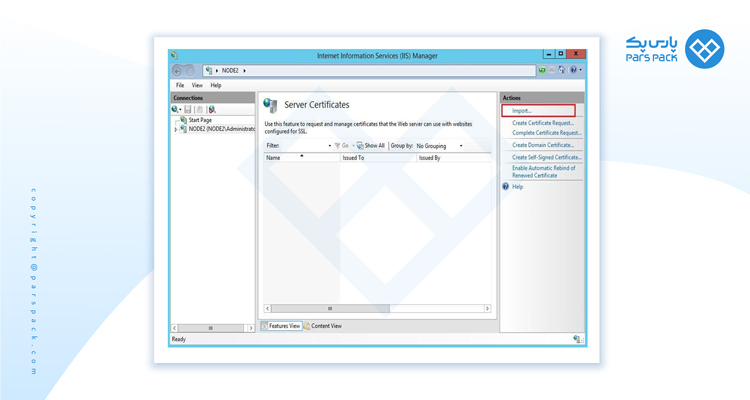 پارس پک
Pars Pack
Internet Information Services (IIS) Manager
NODE2
File View Help
Connections
Start Page
NODE2 (NODE2\Administrato
Server Certificates
Use this feature to request and manage certificates that the Web server can use with websites
configured for SSL.
Filter: Go Show All Group by: No Grouping
Name Issued To Issued By
Features View Content View
Actions
Import...
Create Certificate Request...
Complete Certificate Request...
Create Domain Certificate...
Create Self-Signed Certificate...
Enable Automatic Rebind of
Renewed Certificate
Help
Ready
copyright@parspack.com